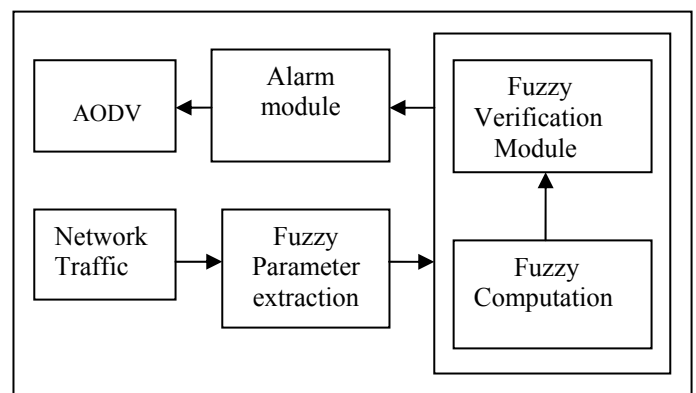 AODV
Alarm
module
Fuzzy
Verification
Module
Network
Traffic
Fuzzy
Parameter
extraction
Fuzzy
Computation